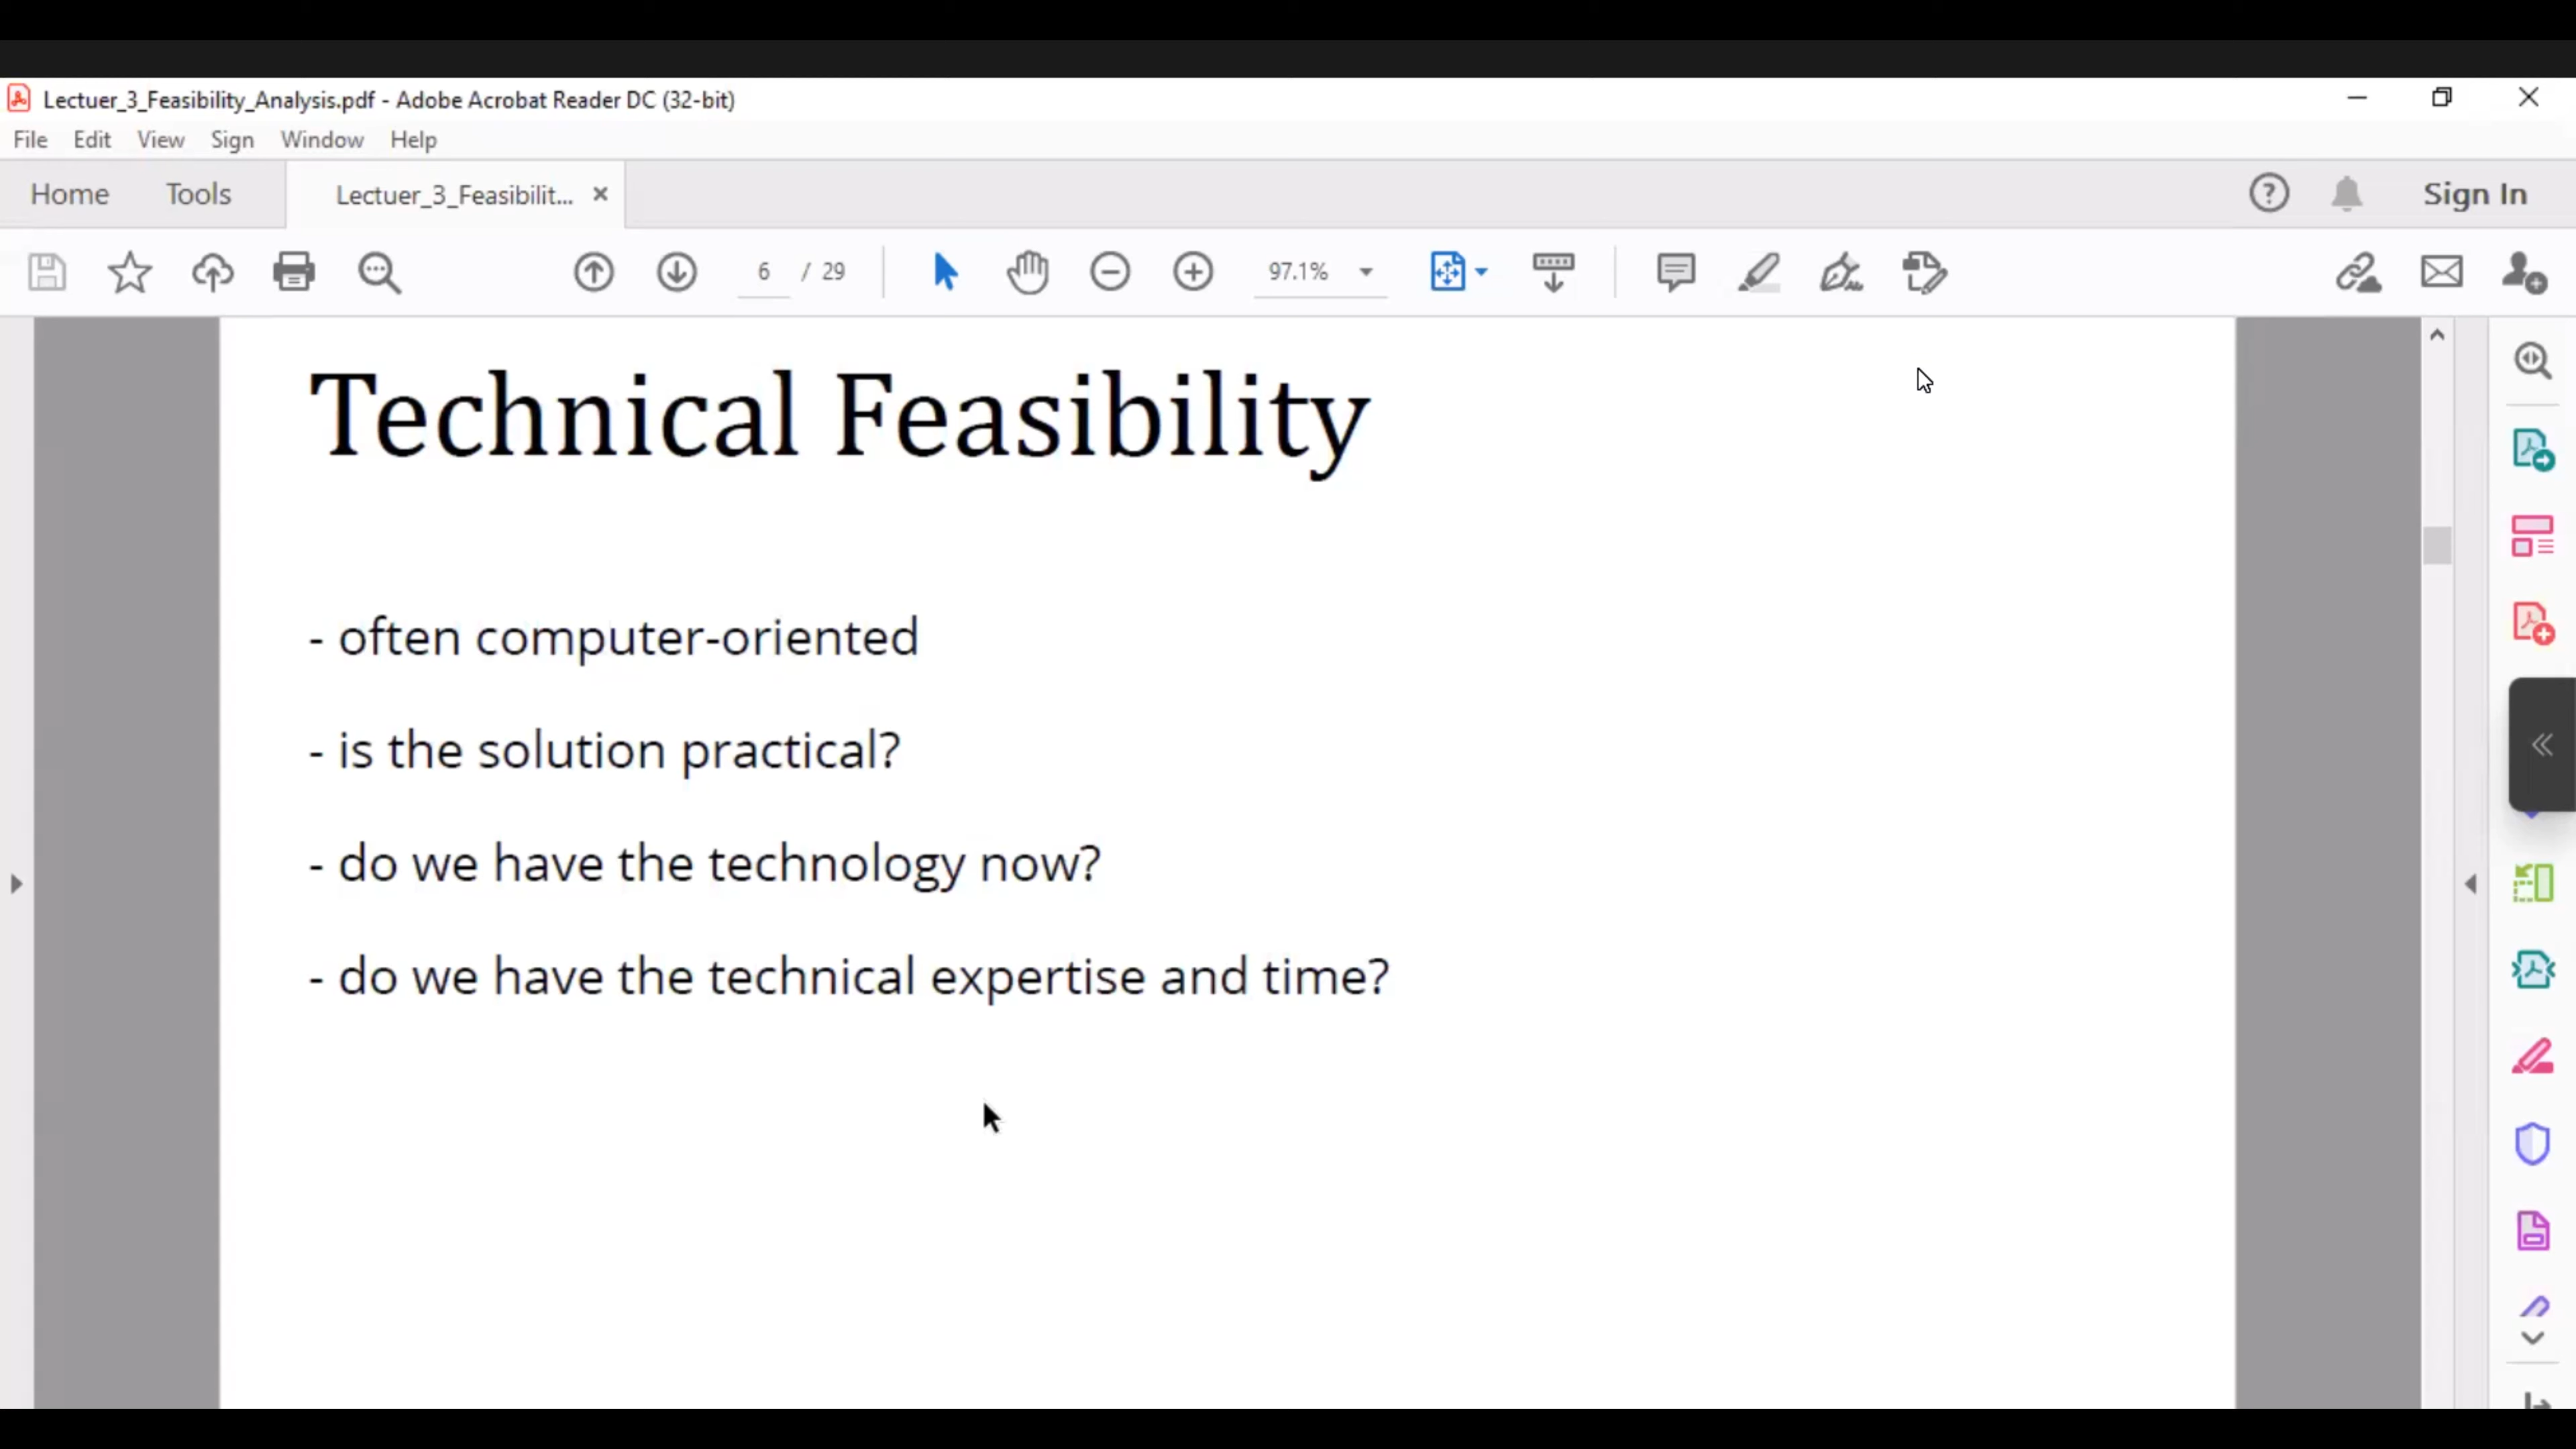 Lectuer_3_Feasibility_Analysis.pdf - Adobe Acrobat Reader DC (32-bit)
File Edit View Sign Window Help
Home Tools Lectuer_3_Feasibilit... Sign In
6 / 29 97.1%
Technical Feasibility
- often computer-oriented
- is the solution practical?
- do we have the technology now?
- do we have the technical expertise and time?